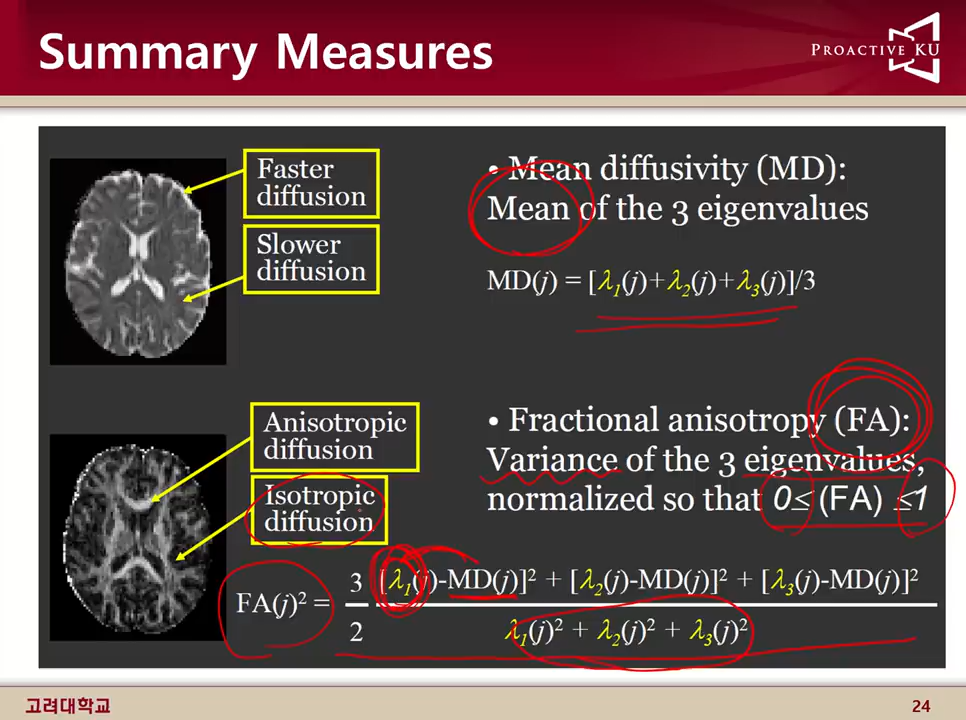 Summary Measures
PROACTIVE KU
Faster
diffusion
Slower
diffusion
• Mean diffusivity (MD):
Mean of the 3 eigenvalues
MD(j) = [λ₁(j)+λ₂(j)+λ₃(j)]/3
Anisotropic
diffusion
Isotropic
diffusion
• Fractional anisotropy (FA):
Variance of the 3 eigenvalues,
normalized so that 0≤ (FA) ≤1
FA(j)² =
3
2
[λ₁(j)-MD(j)]² + [λ₂(j)-MD(j)]² + [λ₃(j)-MD(j)]²
λ₁(j)² + λ₂(j)² + λ₃(j)²
고려대학교
24